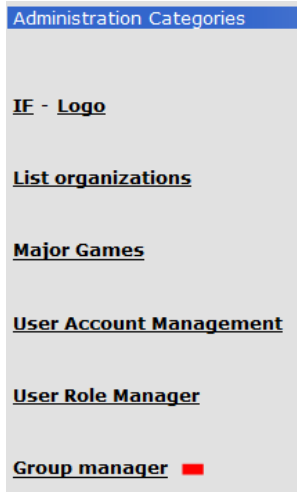 Administration Categories
IF - Logo
List organizations
Major Games
User Account Management
User Role Manager
Group manager